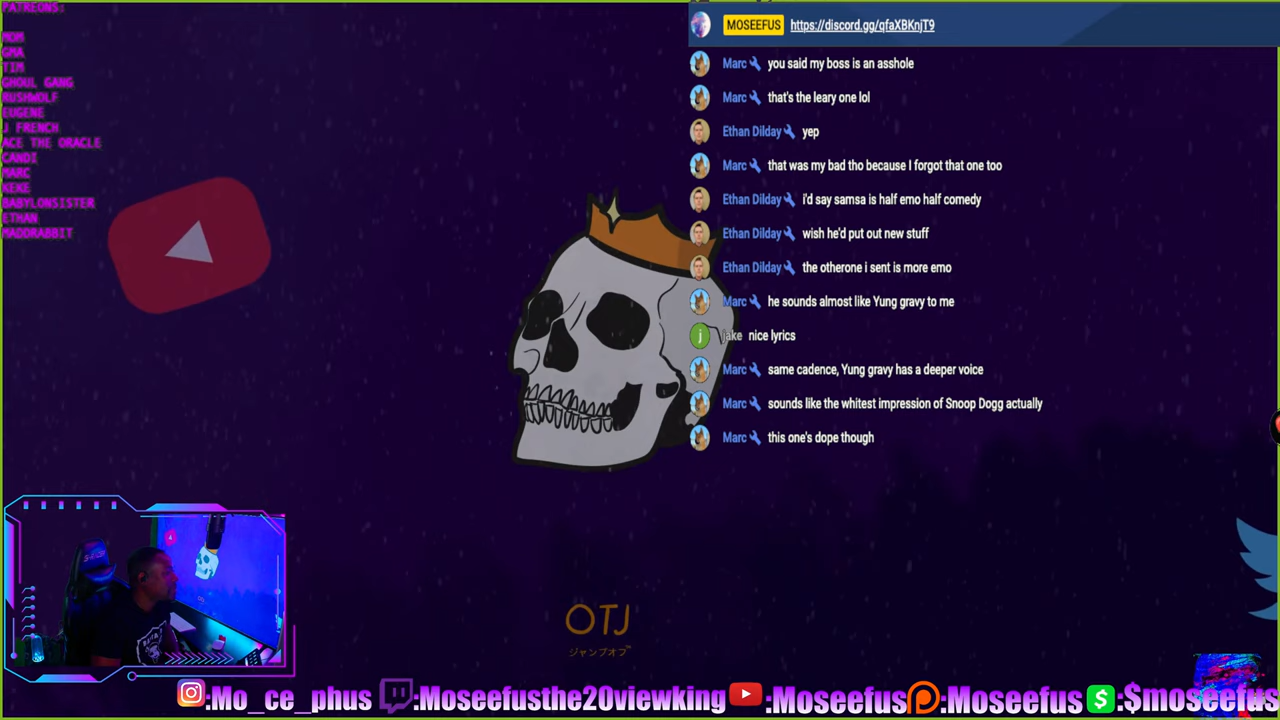 PATREONS:
MOM
GMA
TIM
GHOUL GANG
RUSHWOLF
EUGENE
J FRENCH
ACE THE ORACLE
CANDI
MARC
KEKE
BABYLONSISTER
ETHAN
MADDRABBIT
MOSEEFUS https://discord.gg/qfaXBKnjT9
Marc you said my boss is an asshole
Marc that's the leary one lol
Ethan Dilday yep
Marc that was my bad tho because I forgot that one too
Ethan Dilday i'd say samsa is half emo half comedy
Ethan Dilday wish he'd put out new stuff
Ethan Dilday the otherone i sent is more emo
Marc he sounds almost like Yung gravy to me
jake nice lyrics
Marc same cadence, Yung gravy has a deeper voice
Marc sounds like the whitest impression of Snoop Dogg actually
Marc this one's dope though
OTJ
ジャンプオフ
:Mo_ce_phus :Moseefusthe20viewking :Moseefus :Moseefus $ :$moseefus